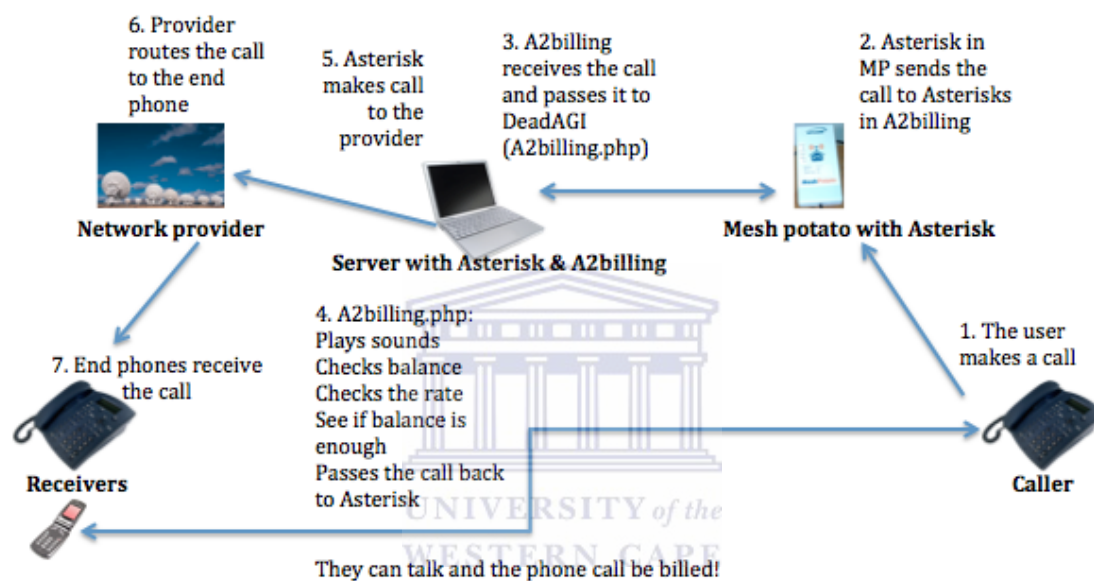 6. Provider
routes the call
to the end
phone
5. Asterisk
makes call
to the
provider
3. A2billing
receives the call
and passes it to
DeadAGI
(A2billing.php)
2. Asterisk in
MP sends the
call to Asterisks
in A2billing
Network provider
Server with Asterisk & A2billing
Mesh potato with Asterisk
4. A2billing.php:
Plays sounds
Checks balance
Checks the rate
See if balance is
enough
Passes the call back
to Asterisk
1. The user
makes a call
7. End phones receive
the call
Receivers
Caller
UNIVERSITY of the
WESTERN CAPE
They can talk and the phone call be billed!